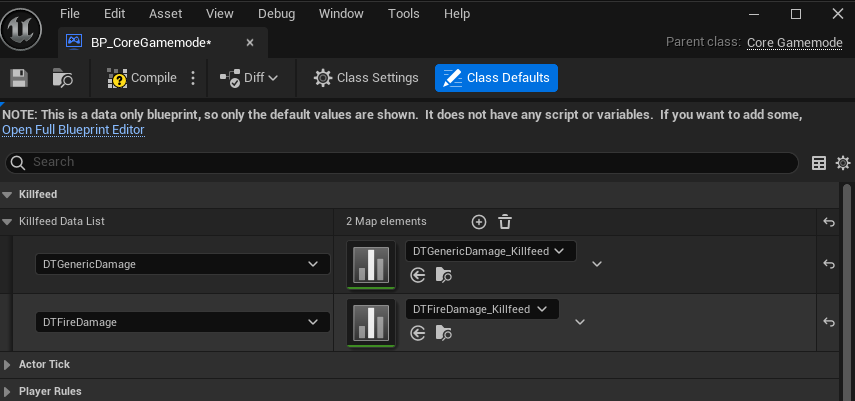 File Edit Asset View Debug Window Tools Help
BP_CoreGamemode*
Parent class: Core Gamemode
Compile Diff Class Settings Class Defaults
NOTE: This is a data only blueprint, so only the default values are shown. It does not have any script or variables. If you want to add some,
Open Full Blueprint Editor
Search
Killfeed
Killfeed Data List 2 Map elements
DTGenericDamage DTGenericDamage_Killfeed
DTFireDamage DTFireDamage_Killfeed
Actor Tick
Player Rules